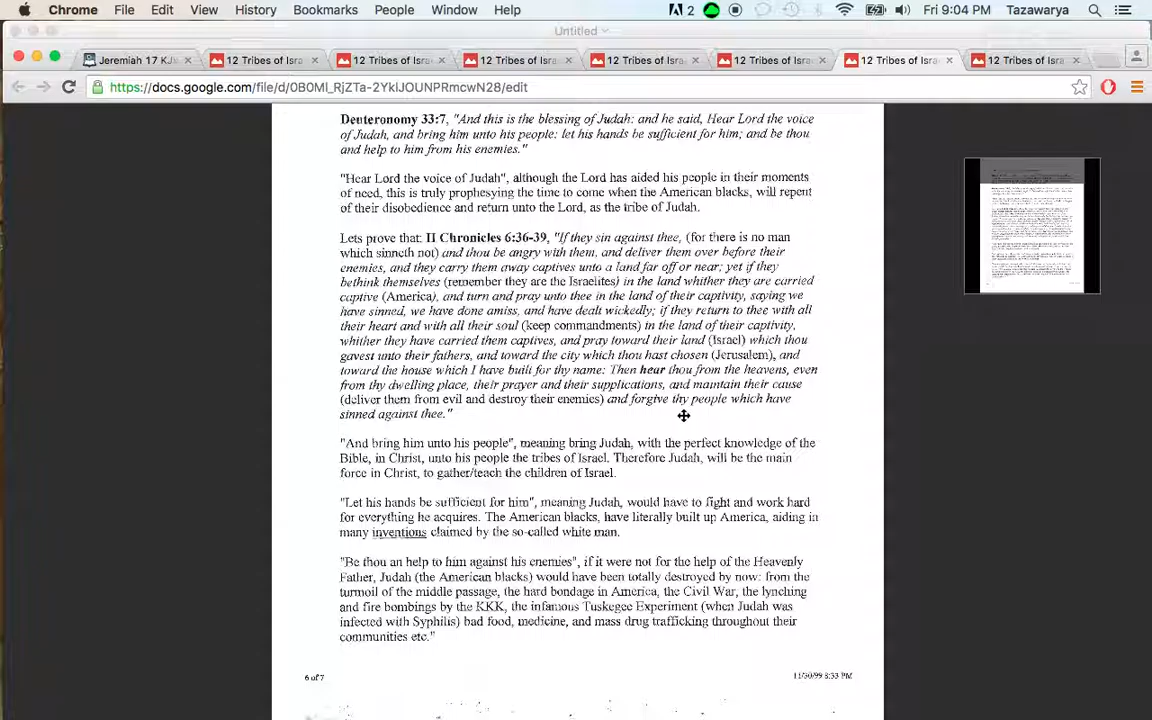 Chrome File Edit View History Bookmarks People Window Help 2 Fri 9:04 PM Tazawarya
Untitled
Jeremiah 17 KJV 12 Tribes of Isra 12 Tribes of Isra 12 Tribes of Isra 12 Tribes of Isra 12 Tribes of Isra 12 Tribes of Isra 12 Tribes of Isra
https://docs.google.com/file/d/0B0Ml_RjZTa-2YklJOUNPRmcwN28/edit
Deuteronomy 33:7, "And this is the blessing of Judah: and he said, Hear Lord the voice
of Judah, and bring him unto his people: let his hands be sufficient for him; and be thou
and help to him from his enemies."
"Hear Lord the voice of Judah", although the Lord has aided his people in their moments
of need, this is truly prophesying the time to come when the American blacks, will repent
of their disobedience and return unto the Lord, as the tribe of Judah.
Lets prove that: II Chronicles 6:36-39, "If they sin against thee, (for there is no man
which sinneth not) and thou be angry with them, and deliver them over before their
enemies, and they carry them away captives unto a land far off or near; yet if they
bethink themselves (remember they are the Israelites) in the land whither they are carried
captive (America), and turn and pray unto thee in the land of their captivity, saying we
have sinned, we have done amiss, and have dealt wickedly; if they return to thee with all
their heart and with all their soul (keep commandments) in the land of their captivity,
whither they have carried them captives, and pray toward their land (Israel) which thou
gavest unto their fathers, and toward the city which thou hast chosen (Jerusalem), and
toward the house which I have built for thy name: Then hear thou from the heavens, even
from thy dwelling place, their prayer and their supplications, and maintain their cause
(deliver them from evil and destroy their enemies) and forgive thy people which have
sinned against thee."
"And bring him unto his people", meaning bring Judah, with the perfect knowledge of the
Bible, in Christ, unto his people the tribes of Israel. Therefore Judah, will be the main
force in Christ, to gather/teach the children of Israel.
"Let his hands be sufficient for him", meaning Judah, would have to fight and work hard
for everything he acquires. The American blacks, have literally built up America, aiding in
many inventions claimed by the so-called white man.
"Be thou an help to him against his enemies", if it were not for the help of the Heavenly
Father, Judah (the American blacks) would have been totally destroyed by now: from the
turmoil of the middle passage, the hard bondage in America, the Civil War, the lynching
and fire bombings by the KKK, the infamous Tuskegee Experiment (when Judah was
infected with Syphilis) bad food, medicine, and mass drug trafficking throughout their
communities etc."
6 of 7 11/30/99 8:33 PM